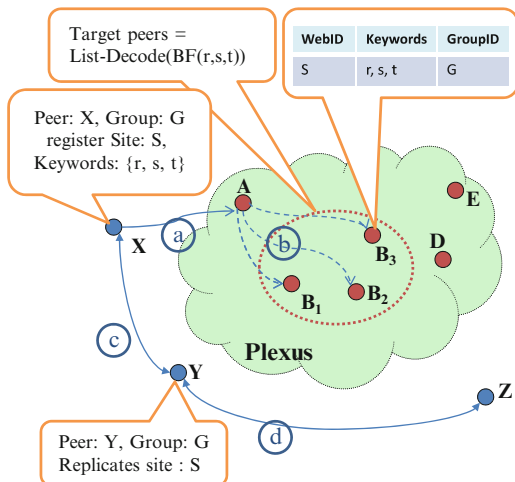 Target peers =
List-Decode(BF(r,s,t))
WebID Keywords GroupID
S r, s, t G
Peer: X, Group: G
register Site: S,
Keywords: {r, s, t}
A
E
a
X
b
B3
D
B1
B2
Plexus
c
Y
Z
d
Peer: Y, Group: G
Replicates site : S